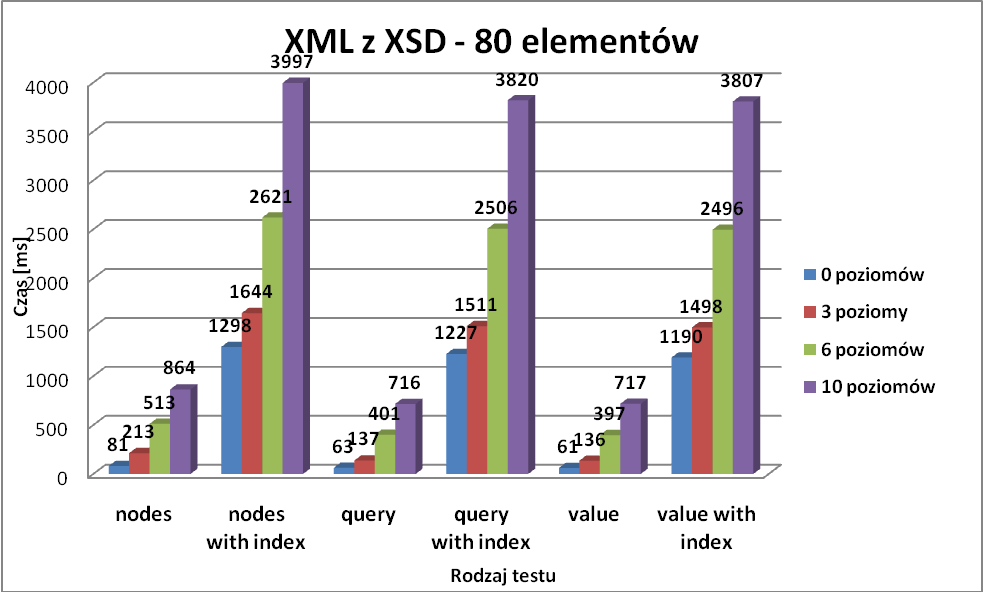 XML z XSD - 80 elementów
Czas [ms]
4000
3500
3000
2500
2000
1500
1000
500
0
81
213
513
864
1298
1644
2621
3997
63
137
401
716
1227
1511
2506
3820
61
136
397
717
1190
1498
2496
3807
nodes
nodes
with index
query
query
with index
value
value with
index
Rodzaj testu
0 poziomów
3 poziomy
6 poziomów
10 poziomów